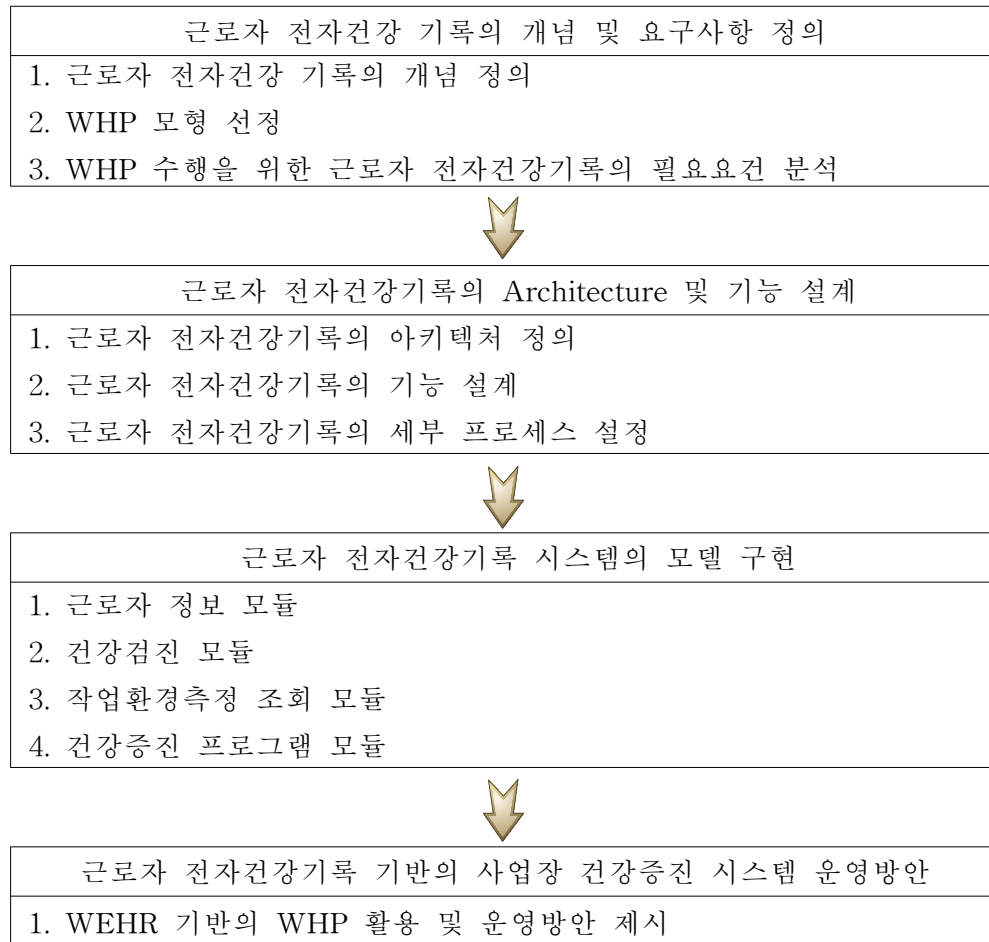 근로자 전자건강 기록의 개념 및 요구사항 정의
1. 근로자 전자건강 기록의 개념 정의
2. WHP 모형 선정
3. WHP 수행을 위한 근로자 전자건강기록의 필요요건 분석
근로자 전자건강기록의 Architecture 및 기능 설계
1. 근로자 전자건강기록의 아키텍처 정의
2. 근로자 전자건강기록의 기능 설계
3. 근로자 전자건강기록의 세부 프로세스 설정
근로자 전자건강기록 시스템의 모델 구현
1. 근로자 정보 모듈
2. 건강검진 모듈
3. 작업환경측정 조회 모듈
4. 건강증진 프로그램 모듈
근로자 전자건강기록 기반의 사업장 건강증진 시스템 운영방안
1. WEHR 기반의 WHP 활용 및 운영방안 제시